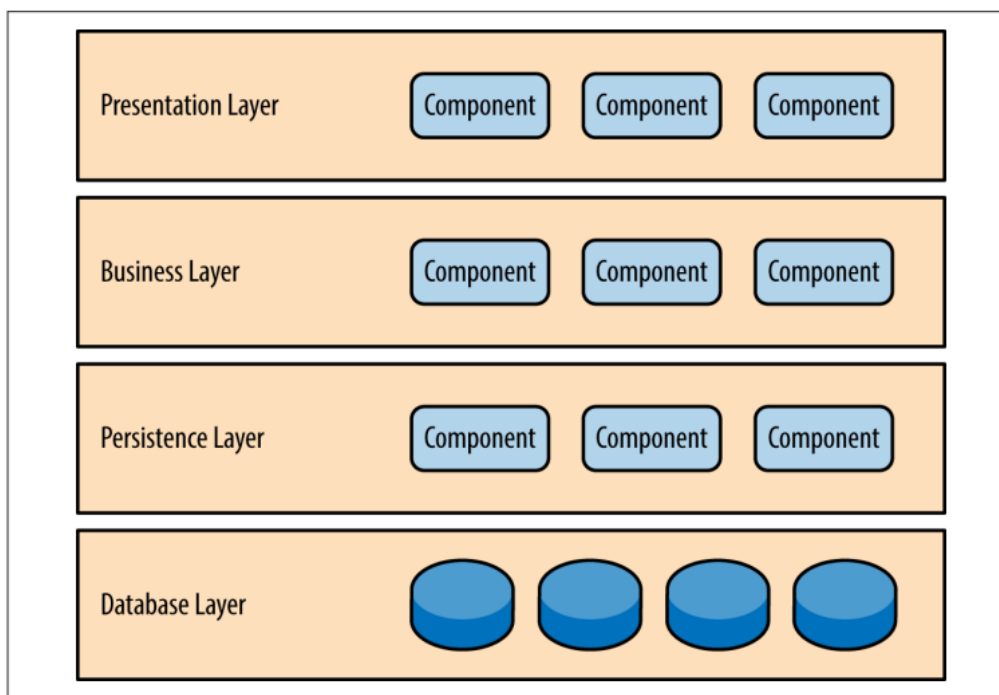 Presentation Layer Component Component Component
Business Layer Component Component Component
Persistence Layer Component Component Component
Database Layer